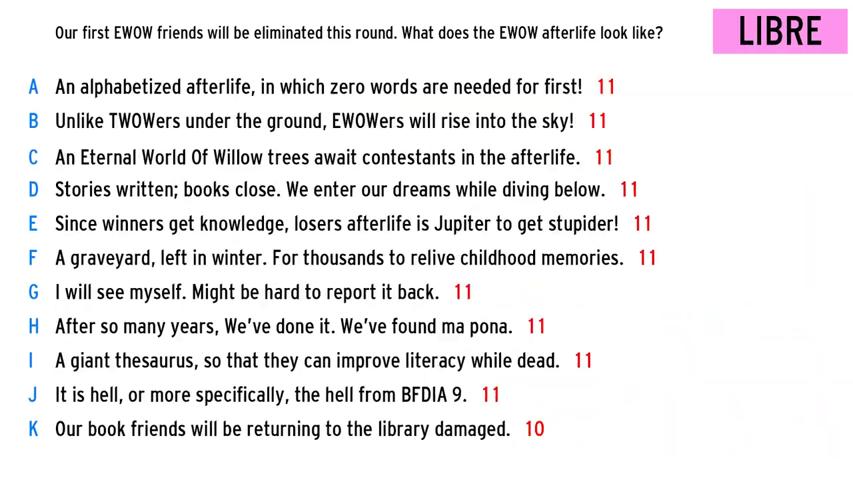 Our first EWOW friends will be eliminated this round. What does the EWOW afterlife look like?
LIBRE
A An alphabetized afterlife, in which zero words are needed for first! 11
B Unlike TWOWers under the ground, EWOWers will rise into the sky! 11
C An Eternal World Of Willow trees await contestants in the afterlife. 11
D Stories written; books close. We enter our dreams while diving below. 11
E Since winners get knowledge, losers afterlife is Jupiter to get stupider! 11
F A graveyard, left in winter. For thousands to relive childhood memories. 11
G I will see myself. Might be hard to report it back. 11
H After so many years, We've done it. We've found ma pona. 11
I A giant thesaurus, so that they can improve literacy while dead. 11
J It is hell, or more specifically, the hell from BFDIA 9. 11
K Our book friends will be returning to the library damaged. 10